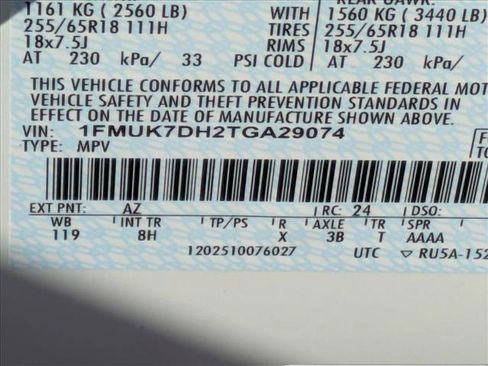 1161 KG ( 2560 LB) WITH 1560 KG ( 3440 LB)
255/65R18 111H TIRES 255/65R18 111H
18x7.5J RIMS 18x7.5J
AT 230 kPa/ 33 PSI COLD AT 230 kPa/
THIS VEHICLE CONFORMS TO ALL APPLICABLE FEDERAL MOT
VEHICLE SAFETY AND THEFT PREVENTION STANDARDS IN
EFFECT ON THE DATE OF MANUFACTURE SHOWN ABOVE.
VIN: 1FMUK7DH2TGA29074
TYPE: MPV
EXT PNT: AZ RC: 24 DSO:
WB INT TR TP/PS R AXLE TR SPR
119 8H X 3B T AAAA
1202510076027 UTC ▽ RU5A-152